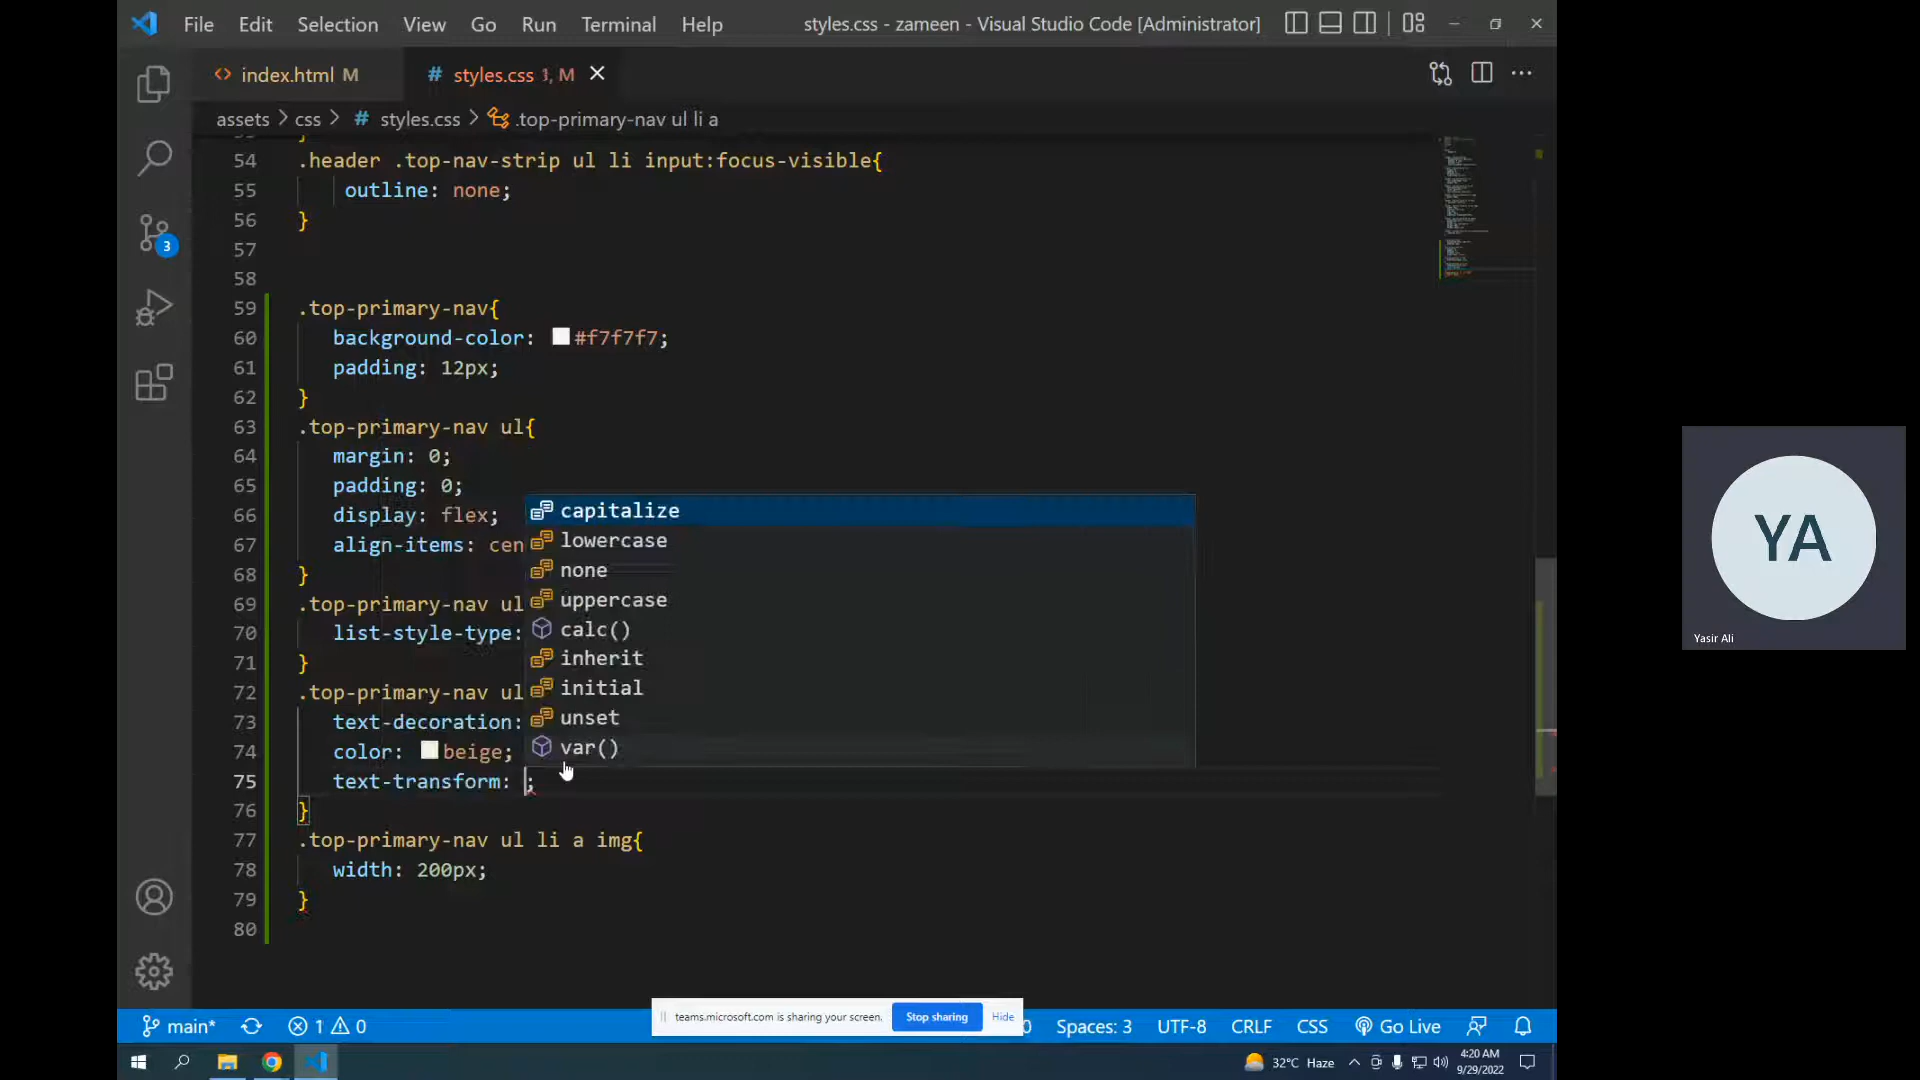 File Edit Selection View Go Run Terminal Help styles.css - zameen - Visual Studio Code [Administrator]
index.html M styles.css 1, M
assets > css > # styles.css > .top-primary-nav ul li a
54 .header .top-nav-strip ul li input:focus-visible{
55 outline: none;
56 }
57
58
59 .top-primary-nav{
60 background-color: #f7f7f7;
61 padding: 12px;
62 }
63 .top-primary-nav ul{
64 margin: 0;
65 padding: 0;
66 display: flex;
67 align-items: cen
68 }
69 .top-primary-nav ul
70 list-style-type:
71 }
72 .top-primary-nav ul
73 text-decoration:
74 color: beige;
75 text-transform: ;
76 }
77 .top-primary-nav ul li a img{
78 width: 200px;
79 }
80
capitalize
lowercase
none
uppercase
calc()
inherit
initial
unset
var()
3
YA
Yasir Ali
teams.microsoft.com is sharing your screen. Stop sharing Hide
main* 1 0 Spaces: 3 UTF-8 CRLF CSS Go Live
32°C Haze 4:20 AM
9/29/2022